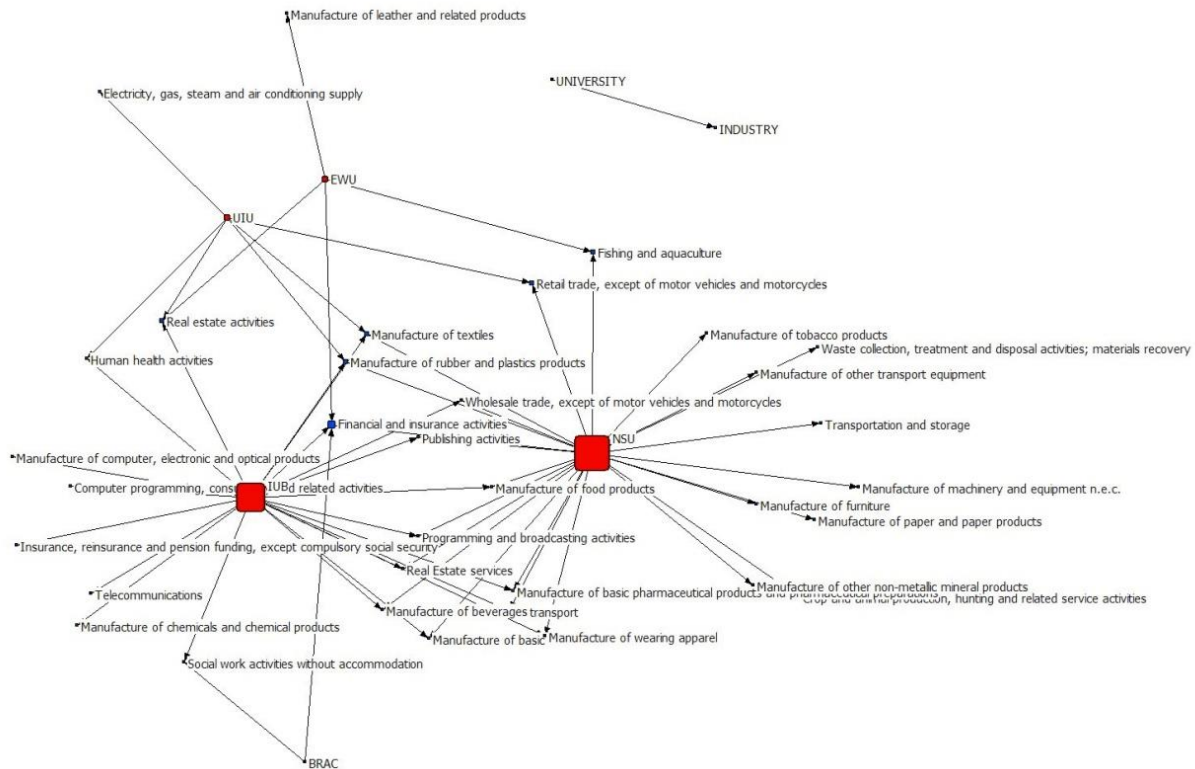 Manufacture of leather and related products
UNIVERSITY
Electricity, gas, steam and air conditioning supply
INDUSTRY
EWU
UIU
Fishing and aquaculture
Retail trade, except of motor vehicles and motorcycles
Real estate activities
Manufacture of textiles
Manufacture of tobacco products
Waste collection, treatment and disposal activities; materials recovery
Human health activities
Manufacture of rubber and plastics products
Manufacture of other transport equipment
Wholesale trade, except of motor vehicles and motorcycles
Financial and insurance activities
Transportation and storage
Publishing activities
NSU
Manufacture of computer, electronic and optical products
Computer programming, related activities
IUB
Manufacture of food products
Manufacture of machinery and equipment n.e.c.
Manufacture of furniture
Manufacture of paper and paper products
Programming and broadcasting activities
Insurance, reinsurance and pension funding, except compulsory social security
Real Estate services
Manufacture of other non-metallic mineral products
Manufacture of basic pharmaceutical products
hunting and related service activities
Telecommunications
Manufacture of beverages
transport
Manufacture of chemicals and chemical products
Manufacture of basic
Manufacture of wearing apparel
Social work activities without accommodation
BRAC